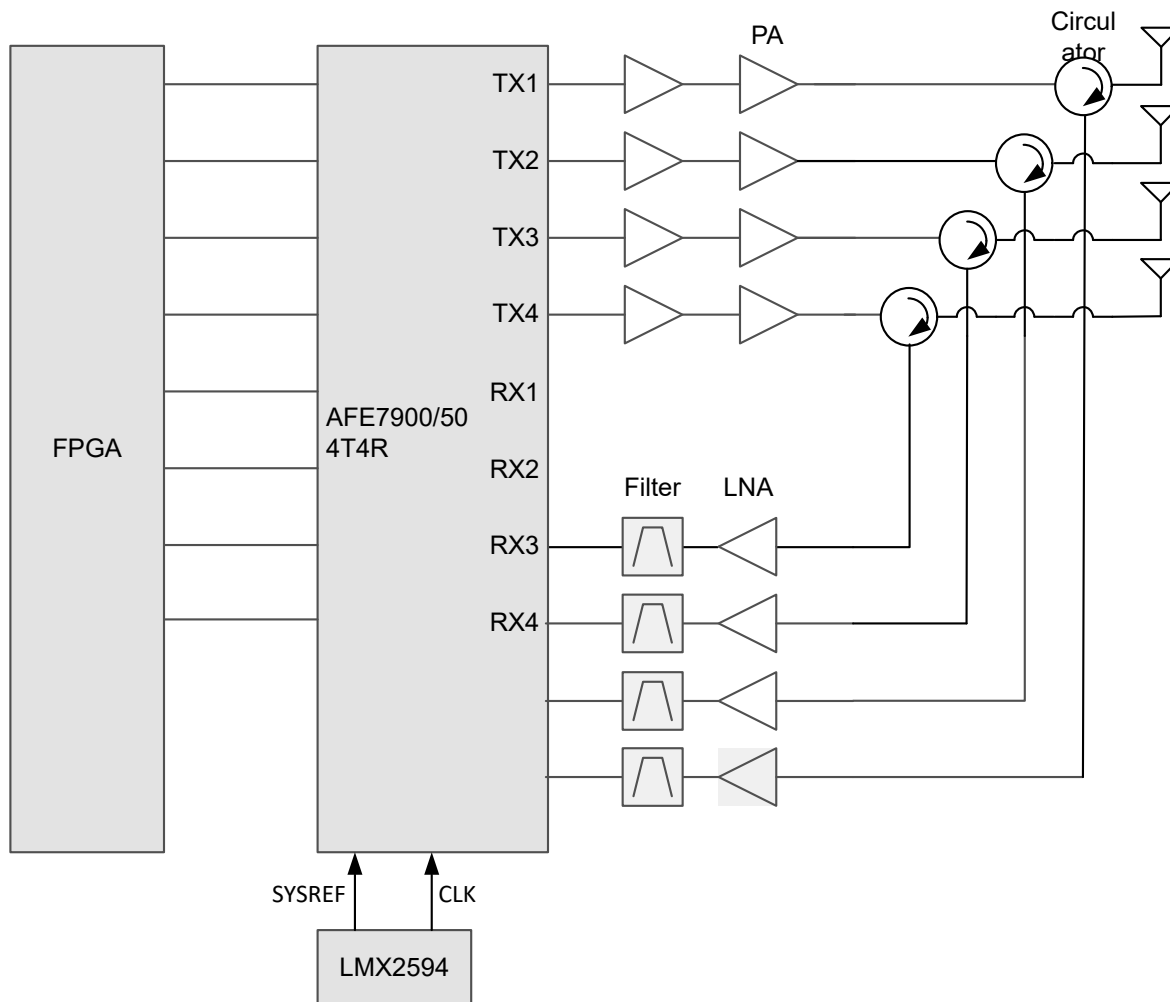 PA
Circul
ator
TX1
TX2
TX3
TX4
RX1
AFE7900/50
4T4R
FPGA
RX2
Filter
LNA
RX3
RX4
SYSREF
CLK
LMX2594